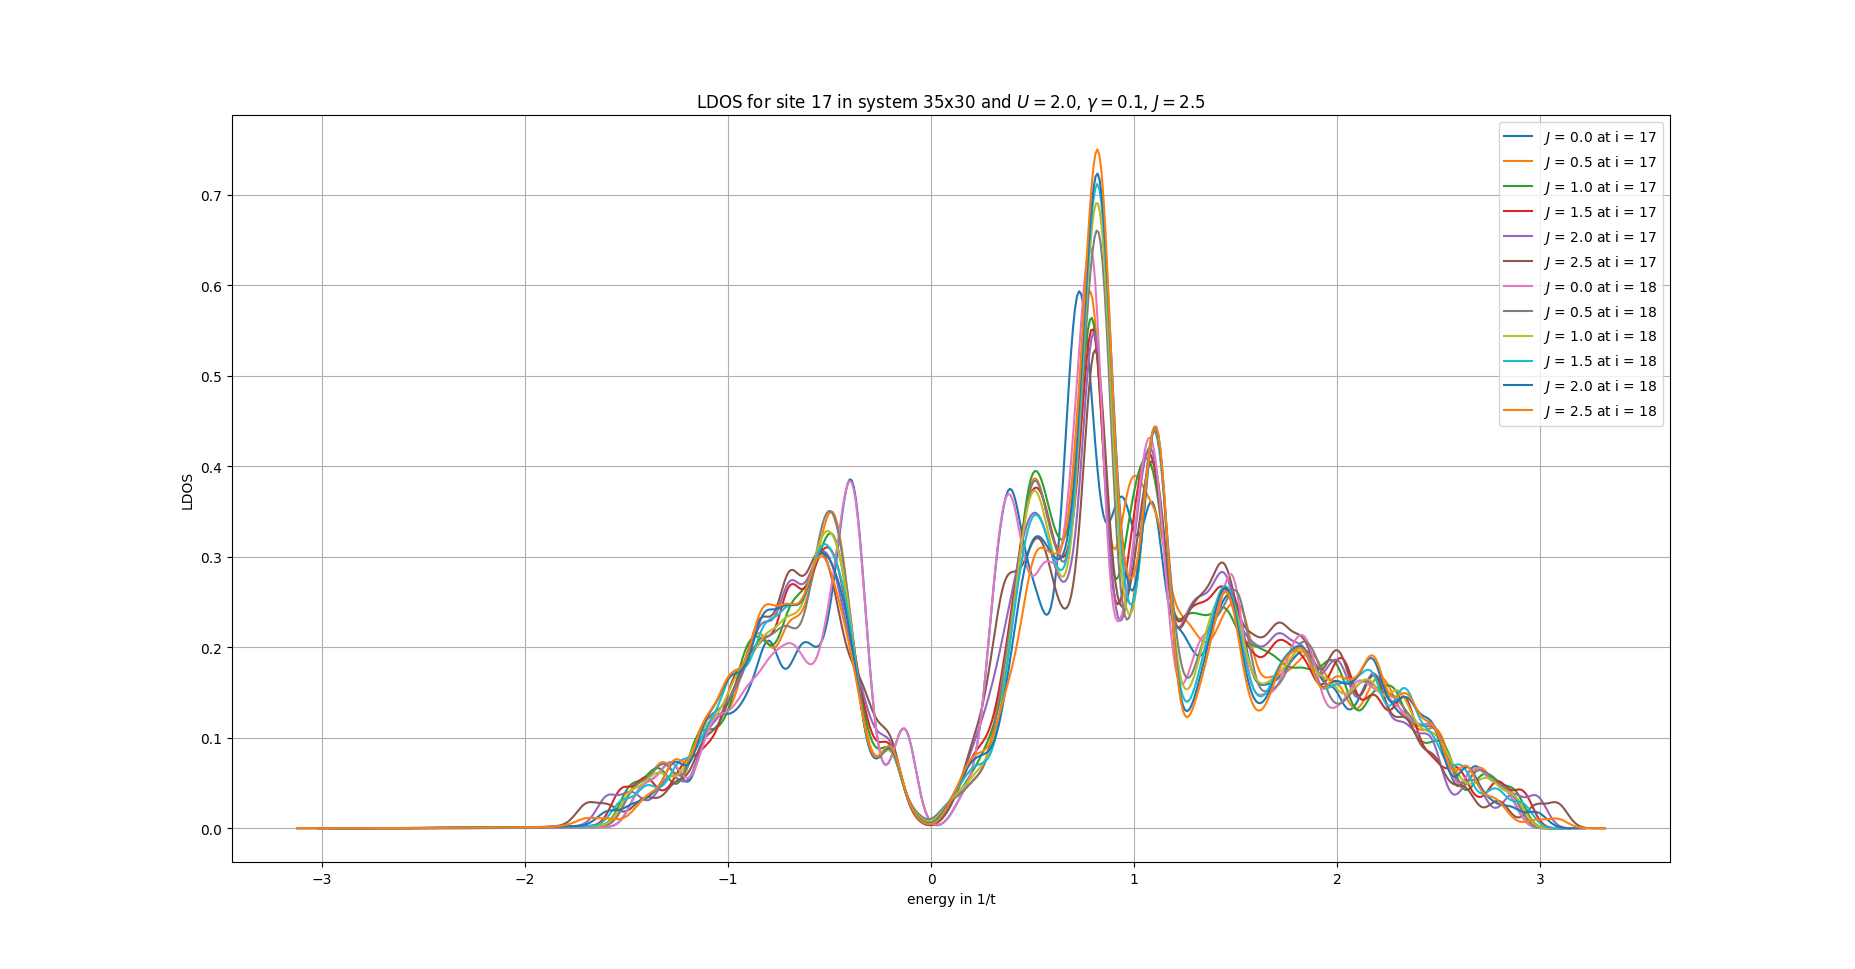 LDOS for site 17 in system 35x30 and U = 2.0, γ = 0.1, J = 2.5
J = 0.0 at i = 17
J = 0.5 at i = 17
J = 1.0 at i = 17
J = 1.5 at i = 17
J = 2.0 at i = 17
J = 2.5 at i = 17
J = 0.0 at i = 18
J = 0.5 at i = 18
J = 1.0 at i = 18
J = 1.5 at i = 18
J = 2.0 at i = 18
J = 2.5 at i = 18
LDOS
0.7
0.6
0.5
0.4
0.3
0.2
0.1
0.0
−3 −2 −1 0 1 2 3
energy in 1/t